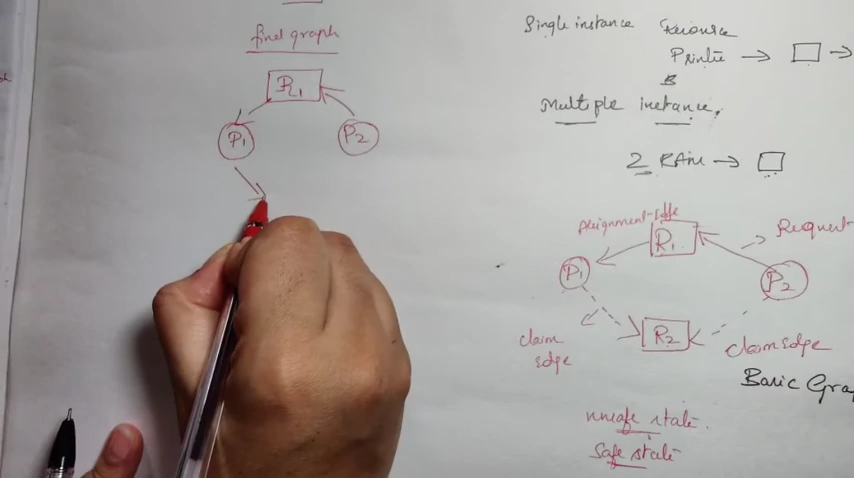 final graph
R1
P1
P2
Single instance
Printer →
Multiple instance.
2 RAM →
Assignment-edge
Request-
R1
P1
P2
claim
edge
R2
claim Edge
Basic Gra
unsafe state.
safe state